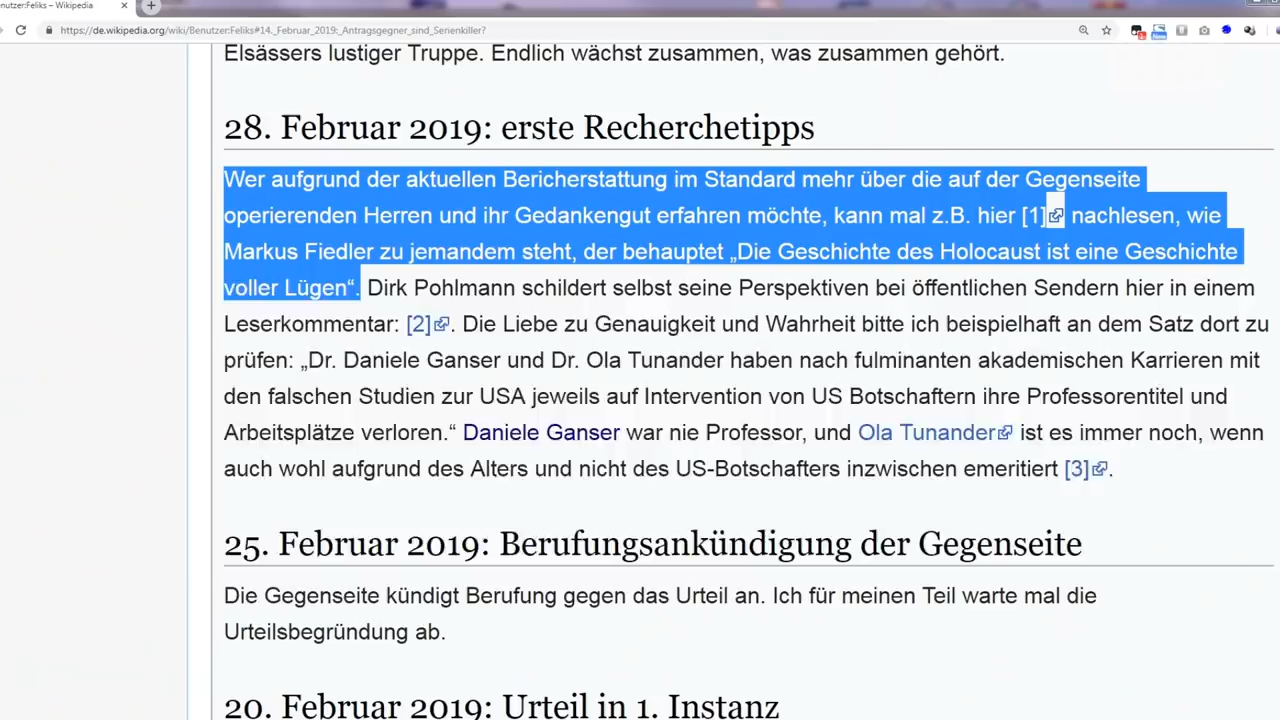 nutzer:Feliks – Wikipedia
https://de.wikipedia.org/wiki/Benutzer:Feliks#14._Februar_2019:_Antragsgegner_sind_Serienkiller?
Elsässers lustiger Truppe. Endlich wächst zusammen, was zusammen gehört.
28. Februar 2019: erste Recherchetipps
Wer aufgrund der aktuellen Bericherstattung im Standard mehr über die auf der Gegenseite
operierenden Herren und ihr Gedankengut erfahren möchte, kann mal z.B. hier [1] nachlesen, wie
Markus Fiedler zu jemandem steht, der behauptet „Die Geschichte des Holocaust ist eine Geschichte
voller Lügen“. Dirk Pohlmann schildert selbst seine Perspektiven bei öffentlichen Sendern hier in einem
Leserkommentar: [2]. Die Liebe zu Genauigkeit und Wahrheit bitte ich beispielhaft an dem Satz dort zu
prüfen: „Dr. Daniele Ganser und Dr. Ola Tunander haben nach fulminanten akademischen Karrieren mit
den falschen Studien zur USA jeweils auf Intervention von US Botschaftern ihre Professorentitel und
Arbeitsplätze verloren.“ Daniele Ganser war nie Professor, und Ola Tunander ist es immer noch, wenn
auch wohl aufgrund des Alters und nicht des US-Botschafters inzwischen emeritiert [3].
25. Februar 2019: Berufungsankündigung der Gegenseite
Die Gegenseite kündigt Berufung gegen das Urteil an. Ich für meinen Teil warte mal die
Urteilsbegründung ab.
20. Februar 2019: Urteil in 1. Instanz